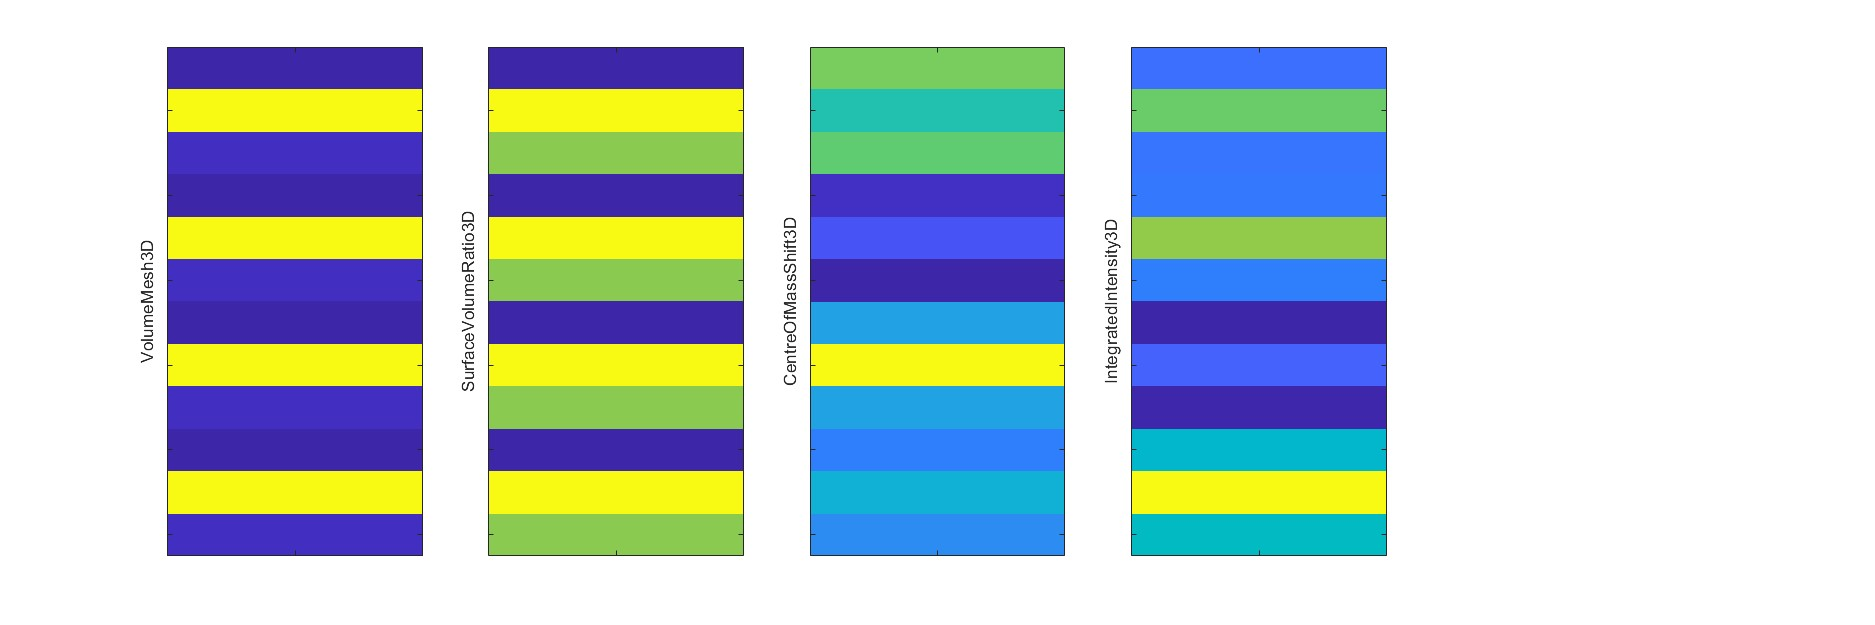 VolumeMesh3D
SurfaceVolumeRatio3D
CentreOfMassShift3D
IntegratedIntensity3D